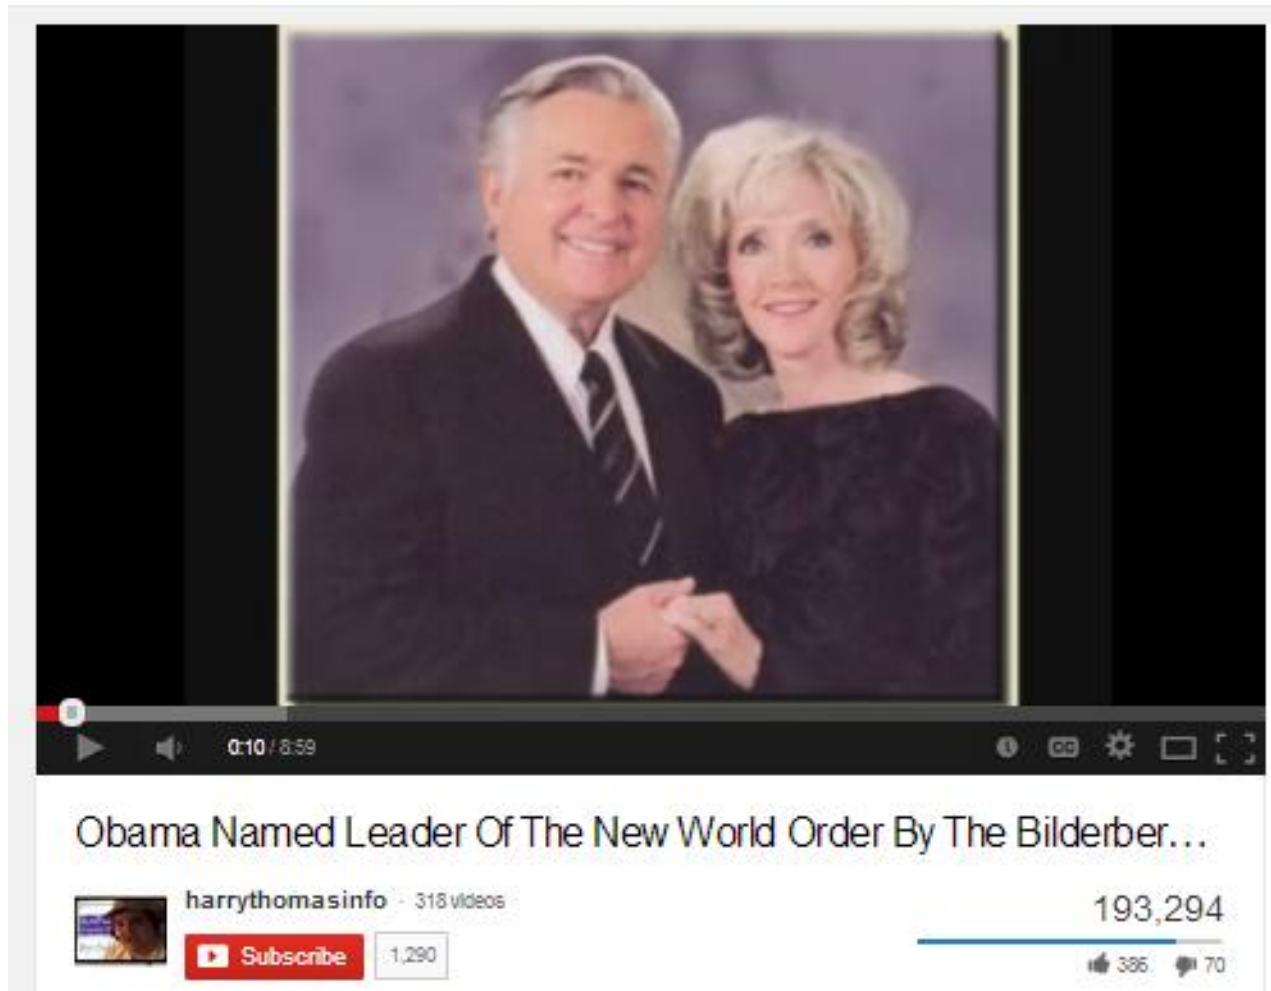 0:10 / 8:59
Obama Named Leader Of The New World Order By The Bilderber...
harrythomasinfo · 318 videos
193,294
Subscribe 1,290
386 70